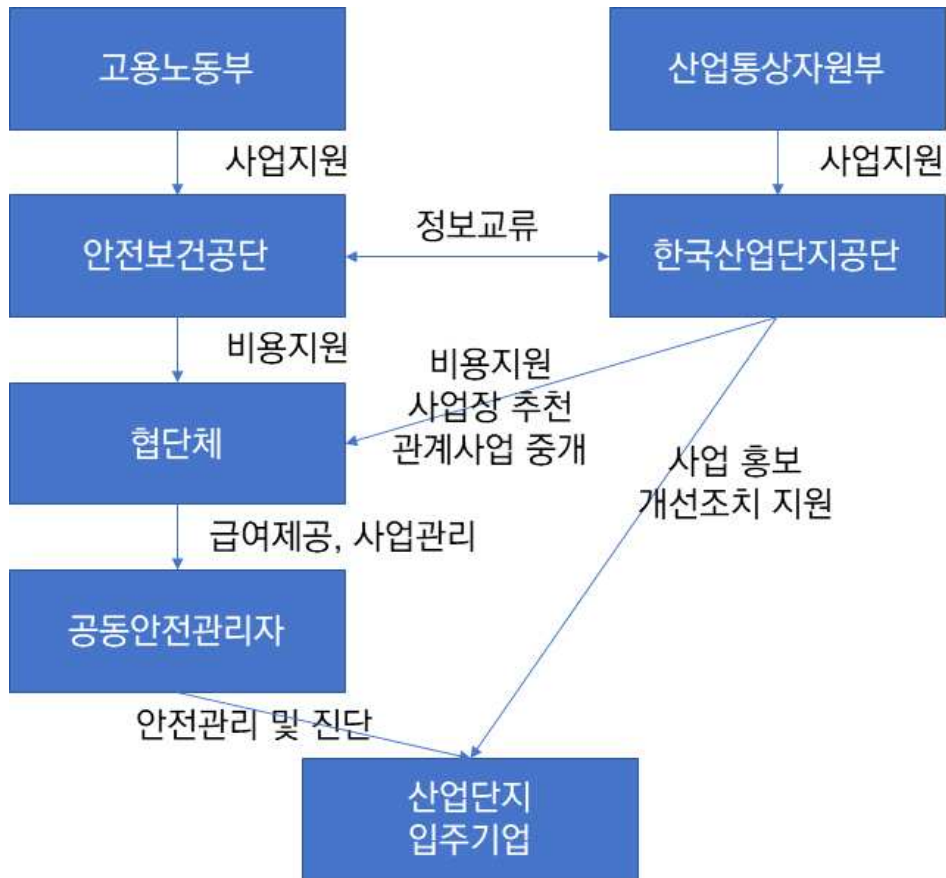 고용노동부
산업통상자원부
사업지원
사업지원
안전보건공단
정보교류
한국산업단지공단
비용지원
비용지원
사업장 추천
관계사업 중개
협단체
사업 홍보
개선조치 지원
급여제공, 사업관리
공동안전관리자
안전관리 및 진단
산업단지
입주기업